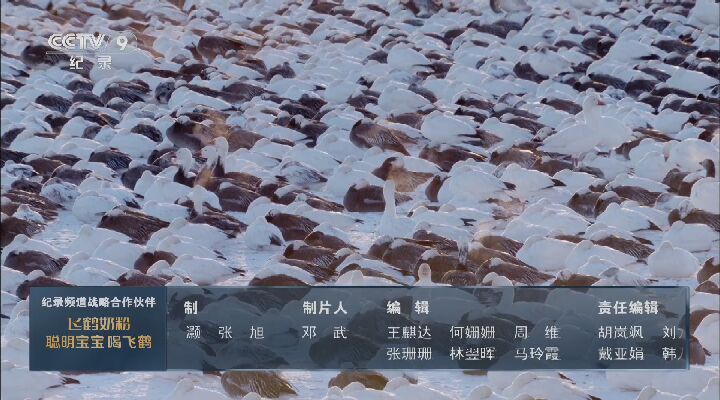 CCTV 9
纪录
纪录频道战略合作伙伴
飞鹤奶粉
聪明宝宝 喝飞鹤
制 制片人 编 辑 责任编辑
灏 张 旭 邓 武 王麒达 何姗姗 周 维 胡岚飒 刘
张珊珊 林翌晖 马玲霞 戴亚娟 韩